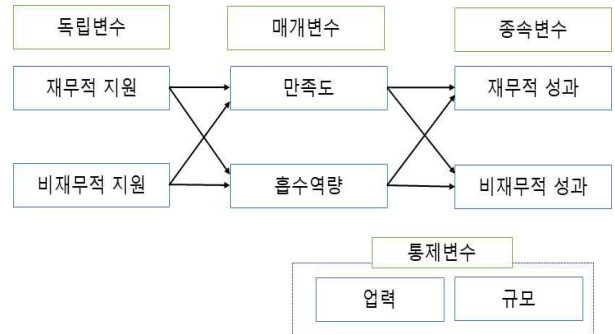 독립변수 매개변수 종속변수
재무적 지원 만족도 재무적 성과
비재무적 지원 흡수역량 비재무적 성과
통제변수
업력 규모